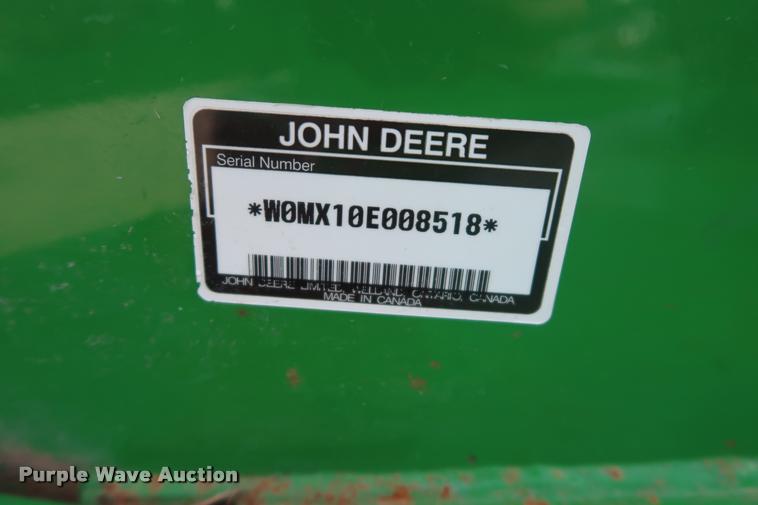 JOHN DEERE
Serial Number
*W0MX10E008518*
JOHN DEERE LIMITED, WELLAND, ONTARIO, CANADA
MADE IN CANADA
Purple Wave Auction